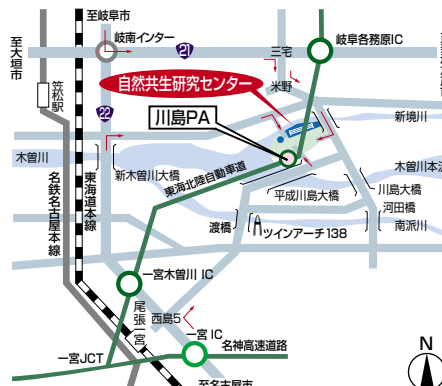 至岐阜市
岐南インター
21
三宅
岐阜各務原IC
至大垣市
笠松駅
自然共生研究センター
米野
22
川島PA
新境川
木曽川
新木曽川大橋
東海北陸自動車道
木曽川本流
平成川島大橋
川島大橋
河田橋
南派川
渡橋
ツインアーチ138
名鉄名古屋本線
東海道本線
一宮木曽川 IC
尾張一宮
西島5
一宮 IC
一宮JCT
名神高速道路
至名古屋市
N